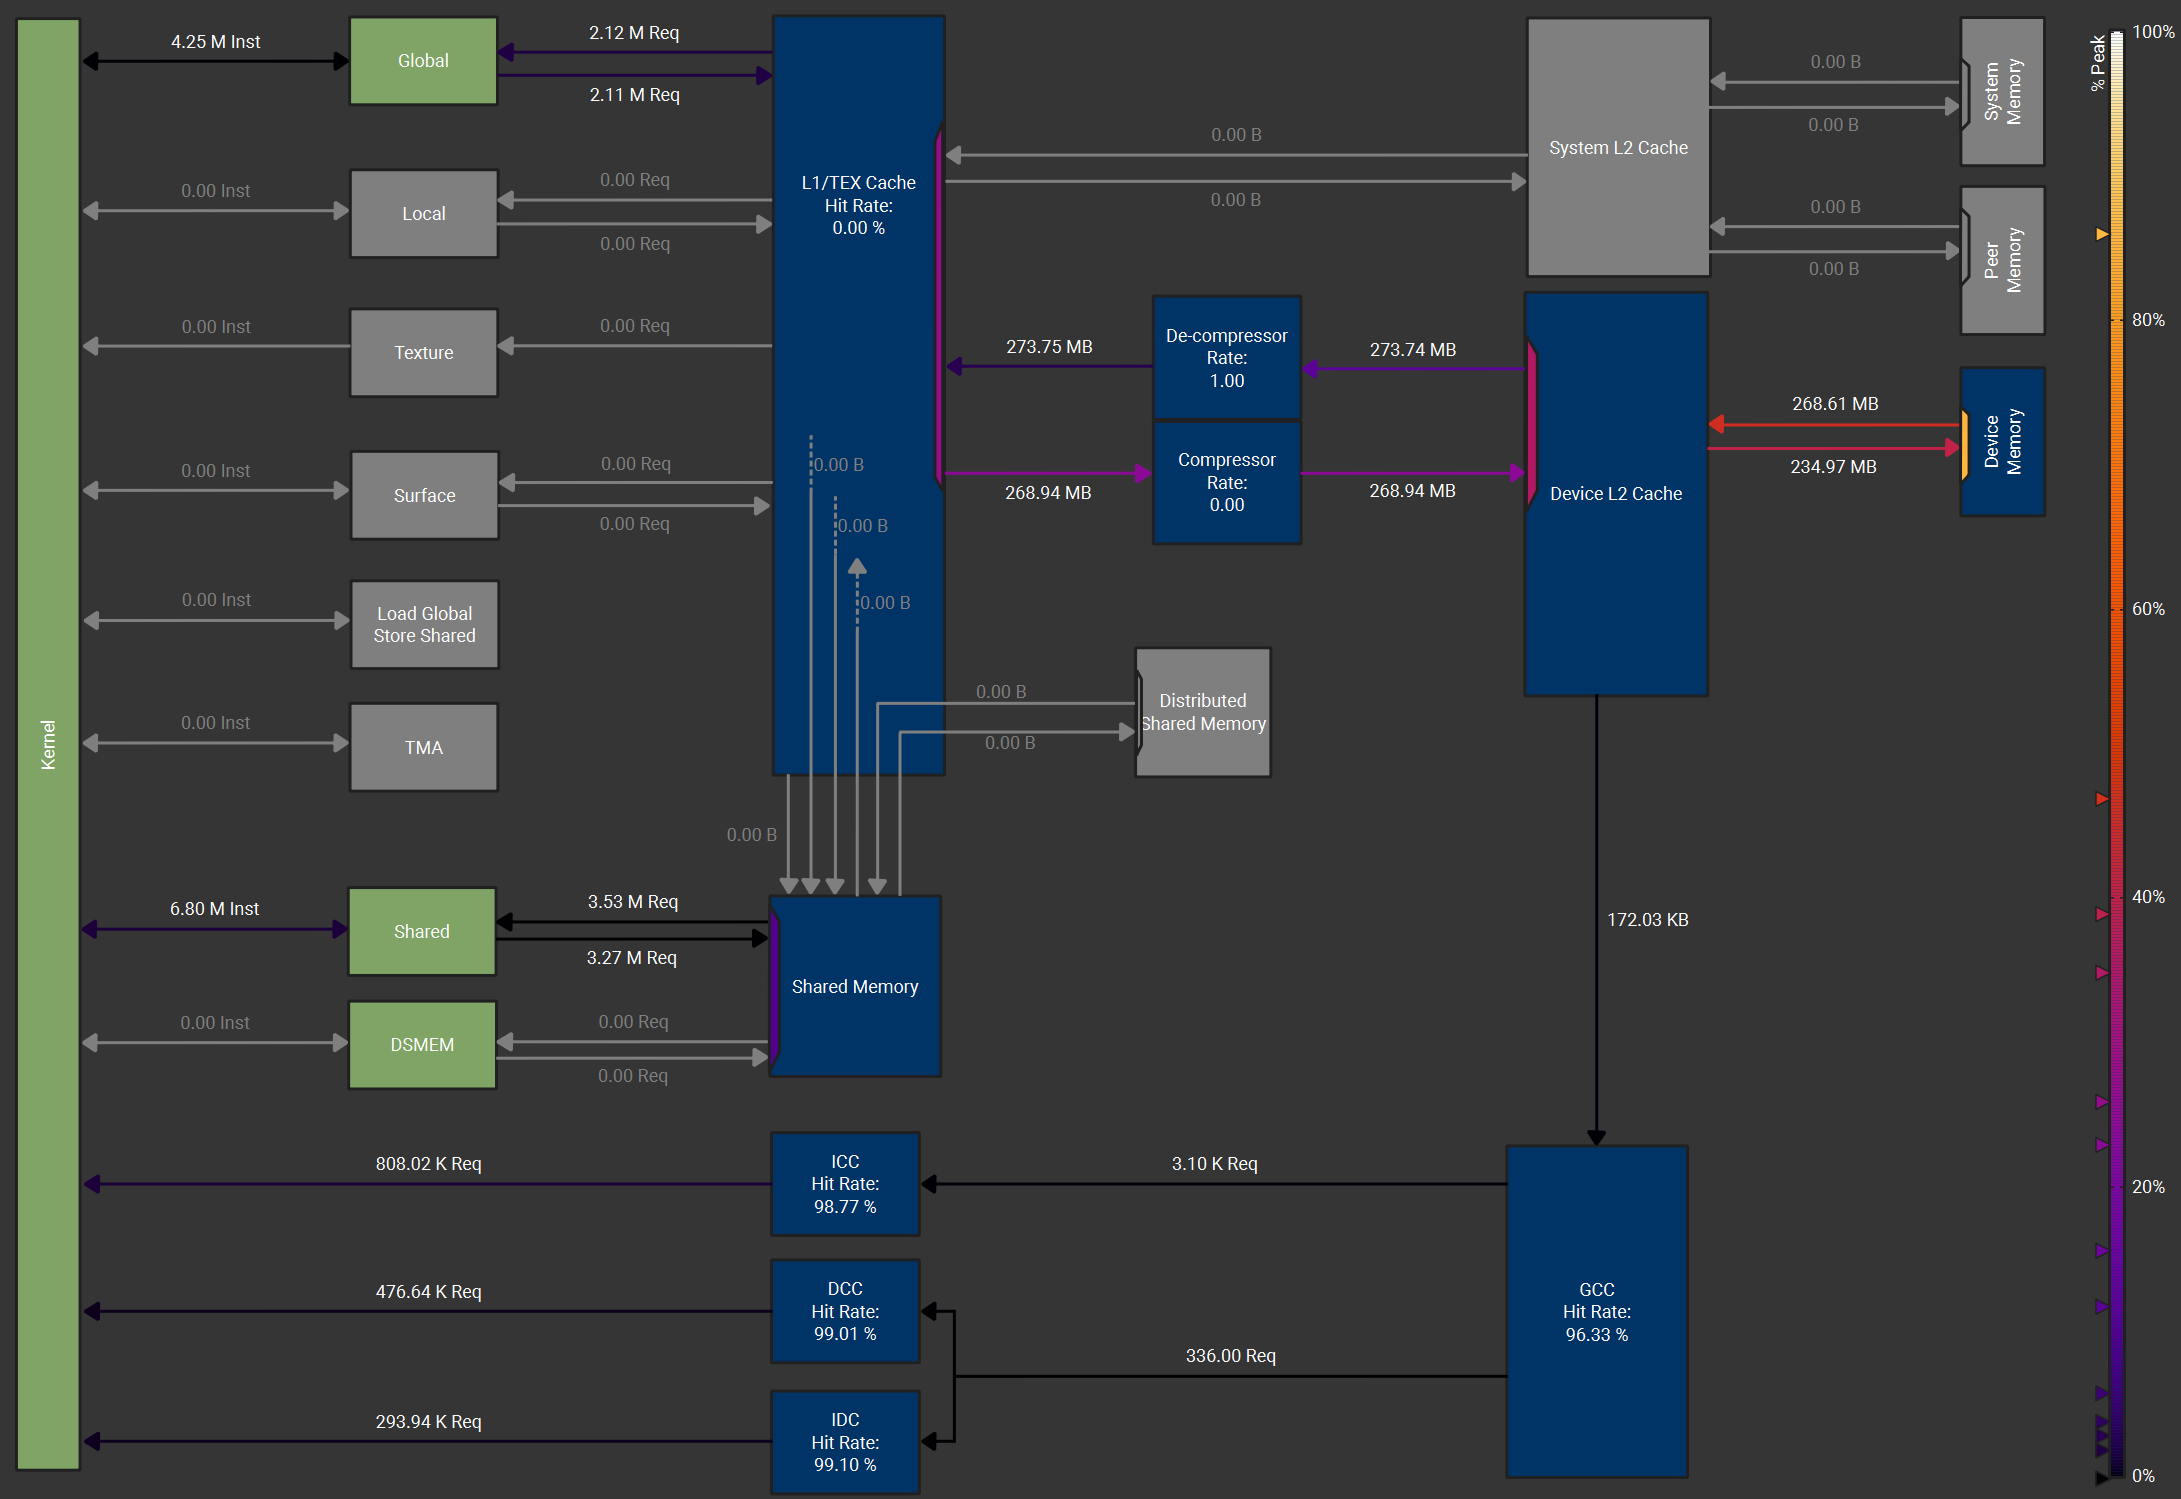 Kernel
4.25 M Inst
Global
2.12 M Req
2.11 M Req
0.00 Inst
Local
0.00 Req
0.00 Req
0.00 Inst
Texture
0.00 Req
0.00 Inst
Surface
0.00 Req
0.00 Req
0.00 Inst
Load Global
Store Shared
0.00 Inst
TMA
6.80 M Inst
Shared
3.53 M Req
3.27 M Req
0.00 Inst
DSMEM
0.00 Req
0.00 Req
L1/TEX Cache
Hit Rate:
0.00 %
0.00 B
0.00 B
0.00 B
0.00 B
Shared Memory
0.00 B
0.00 B
Distributed
Shared Memory
0.00 B
0.00 B
System L2 Cache
0.00 B
0.00 B
System
Memory
0.00 B
0.00 B
Peer
Memory
273.75 MB
De-compressor
Rate:
1.00
273.74 MB
268.94 MB
Compressor
Rate:
0.00
268.94 MB
Device L2 Cache
268.61 MB
234.97 MB
Device
Memory
172.03 KB
808.02 K Req
ICC
Hit Rate:
98.77 %
3.10 K Req
476.64 K Req
DCC
Hit Rate:
99.01 %
336.00 Req
293.94 K Req
IDC
Hit Rate:
99.10 %
GCC
Hit Rate:
96.33 %
% Peak
100%
80%
60%
40%
20%
0%